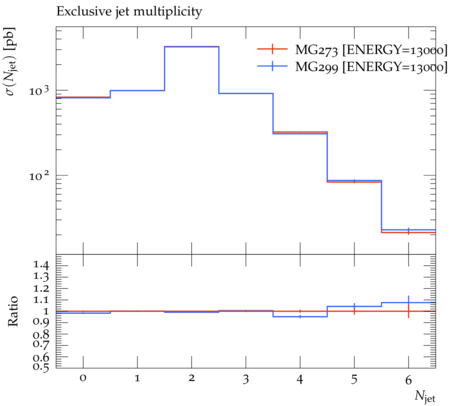 Exclusive jet multiplicity
σ(Njet) [pb]
MG273 [ENERGY=13000]
MG299 [ENERGY=13000]
10³
10²
Ratio
1.4
1.3
1.2
1.1
1
0.9
0.8
0.7
0.6
0.5
0 1 2 3 4 5 6
Njet